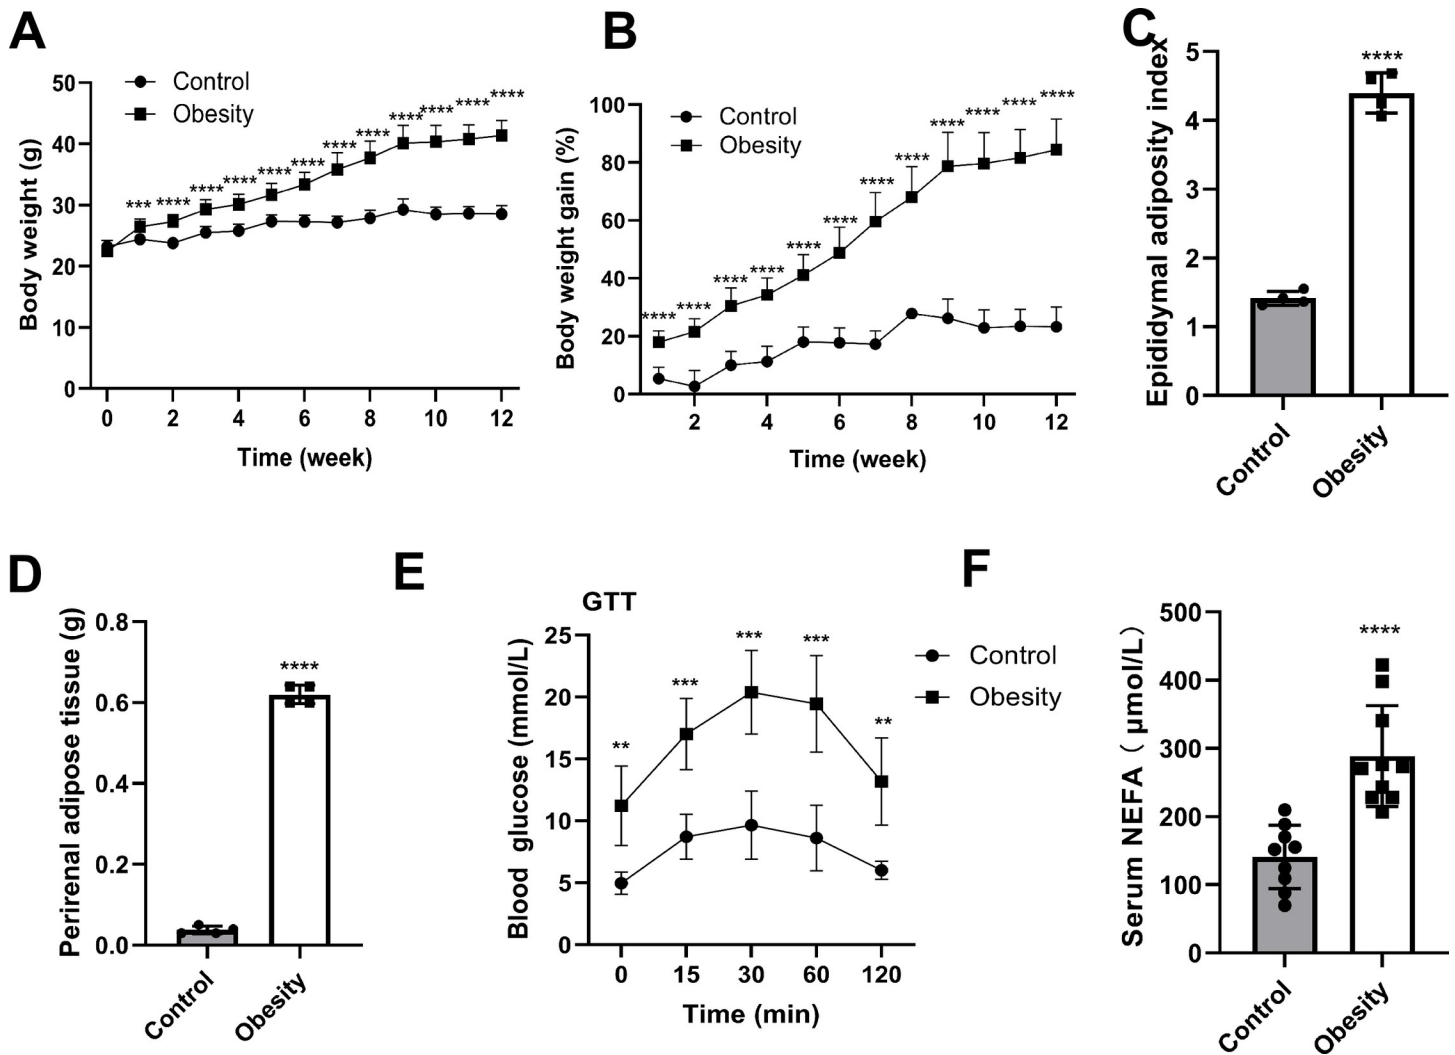 A
Control
Obesity
Body weight (g)
50
40
30
20
10
0
*** **** **** **** **** **** **** **** **** **** **** ****
0 2 4 6 8 10 12
Time (week)
B
Control
Obesity
Body weight gain (%)
100
80
60
40
20
0
**** **** **** **** **** **** **** **** **** **** **** ****
2 4 6 8 10 12
Time (week)
C
Epididymal adiposity index
5
4
3
2
1
0
****
Control
Obesity
D
Perirenal adipose tissue (g)
0.8
0.6
0.4
0.2
0.0
****
Control
Obesity
E
GTT
Control
Obesity
Blood glucose (mmol/L)
25
20
15
10
5
0
** *** *** *** **
0 15 30 60 120
Time (min)
F
Serum NEFA ( μmol/L)
500
400
300
200
100
0
****
Control
Obesity